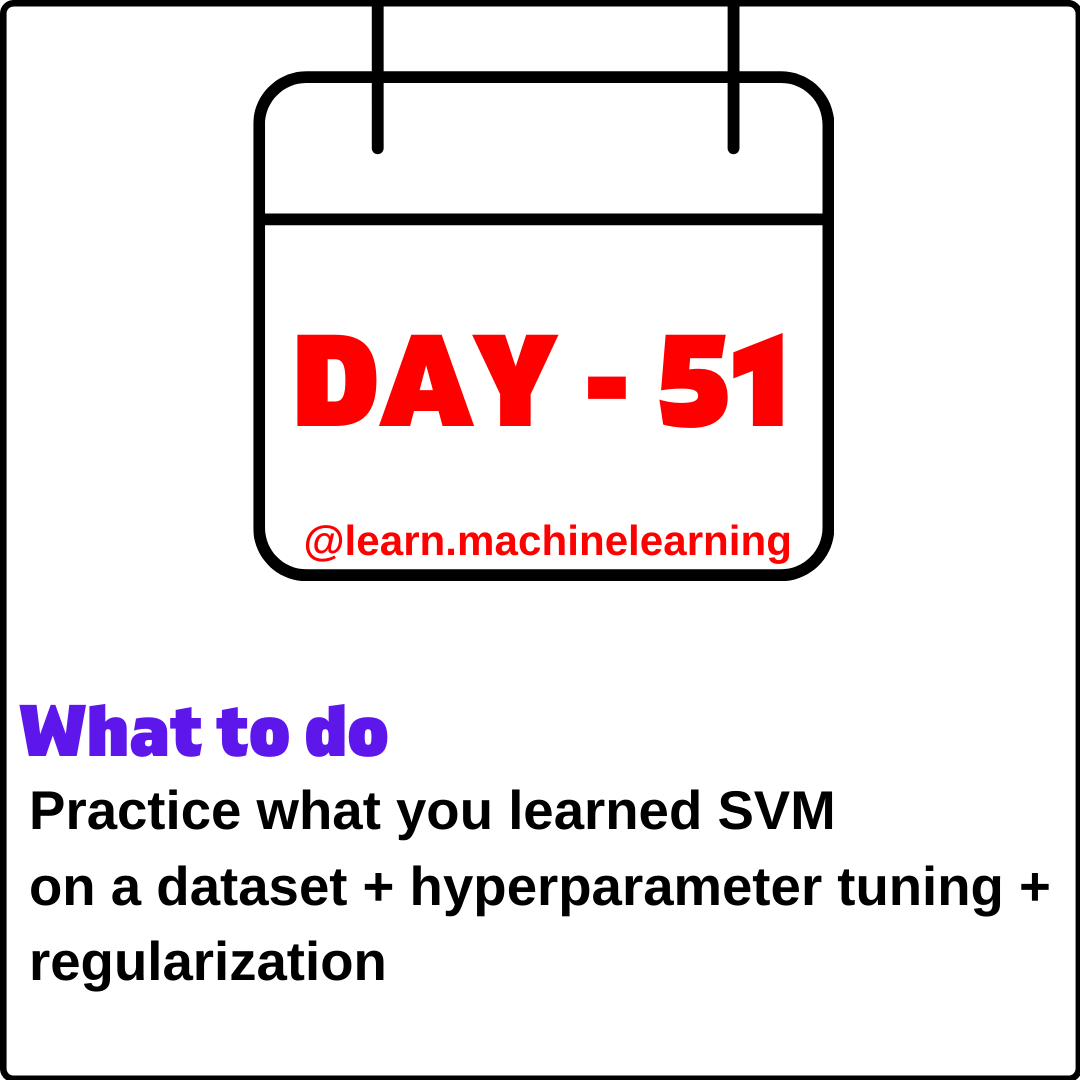 DAY - 51
@learn.machinelearning
What to do
Practice what you learned SVM
on a dataset + hyperparameter tuning +
regularization